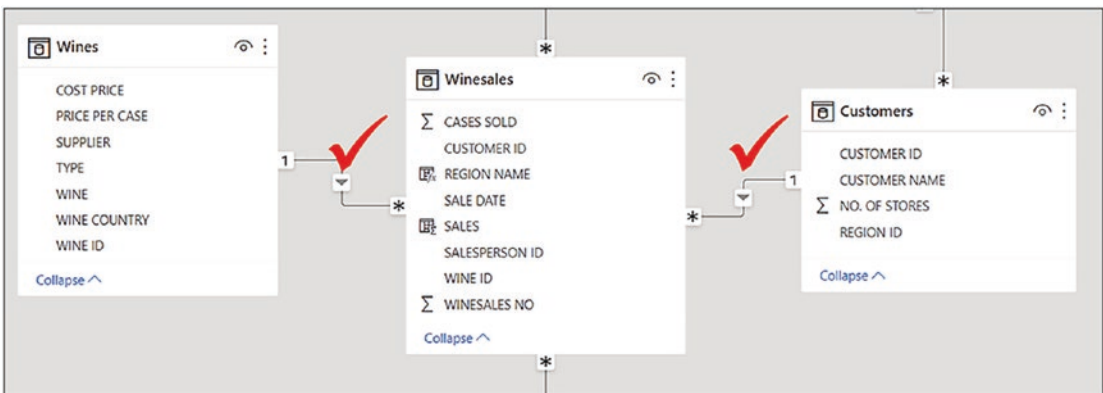 Wines
COST PRICE
PRICE PER CASE
SUPPLIER
TYPE
WINE
WINE COUNTRY
WINE ID
Collapse
1
*
*
Winesales
Σ CASES SOLD
CUSTOMER ID
REGION NAME
SALE DATE
SALES
SALESPERSON ID
WINE ID
Σ WINESALES NO
Collapse
*
*
1
*
Customers
CUSTOMER ID
CUSTOMER NAME
Σ NO. OF STORES
REGION ID
Collapse